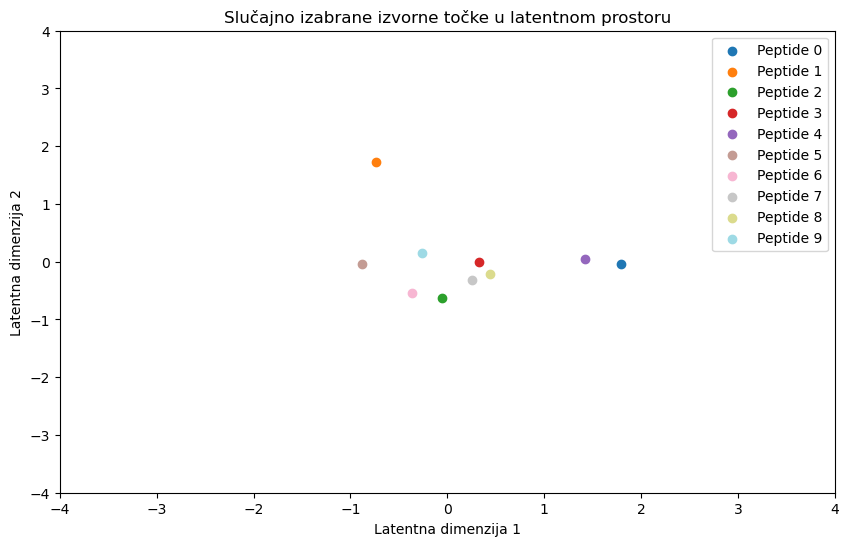 Slučajno izabrane izvorne točke u latentnom prostoru
Latentna dimenzija 2
4
3
2
1
0
−1
−2
−3
−4
Peptide 0
Peptide 1
Peptide 2
Peptide 3
Peptide 4
Peptide 5
Peptide 6
Peptide 7
Peptide 8
Peptide 9
−4 −3 −2 −1 0 1 2 3 4
Latentna dimenzija 1